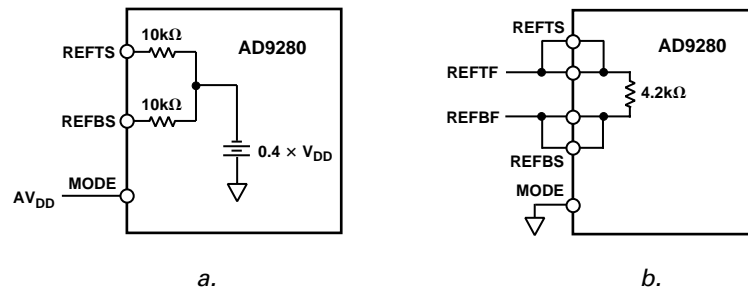 10kΩ
REFTS
AD9280
10kΩ
REFBS
0.4 × VDD
MODE
AVDD
a.
REFTS
AD9280
REFTF
4.2kΩ
REFBF
REFBS
MODE
b.